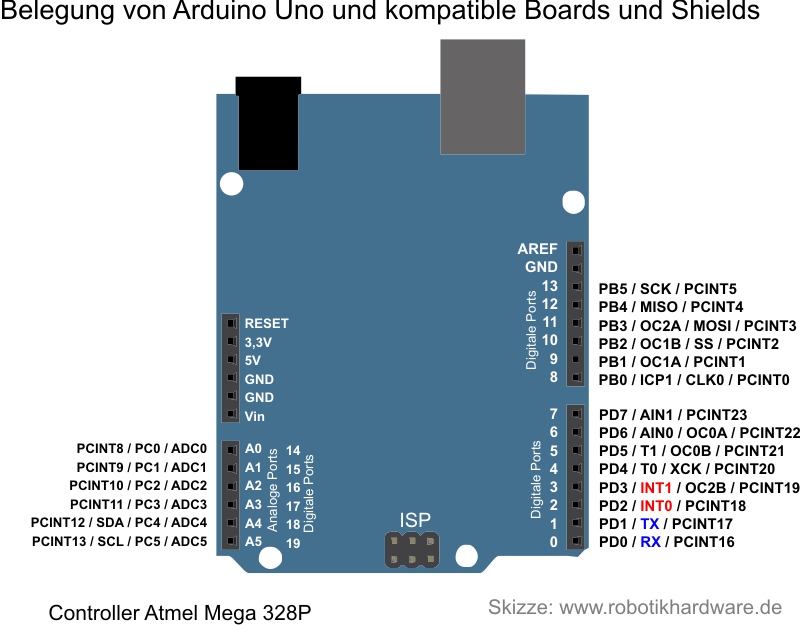 Belegung von Arduino Uno und kompatible Boards und Shields
AREF
GND
13 PB5 / SCK / PCINT5
12 PB4 / MISO / PCINT4
11 PB3 / OC2A / MOSI / PCINT3
10 PB2 / OC1B / SS / PCINT2
9 PB1 / OC1A / PCINT1
8 PB0 / ICP1 / CLK0 / PCINT0
Digitale Ports
RESET
3,3V
5V
GND
GND
Vin
7 PD7 / AIN1 / PCINT23
6 PD6 / AIN0 / OC0A / PCINT22
5 PD5 / T1 / OC0B / PCINT21
4 PD4 / T0 / XCK / PCINT20
3 PD3 / INT1 / OC2B / PCINT19
2 PD2 / INT0 / PCINT18
1 PD1 / TX / PCINT17
0 PD0 / RX / PCINT16
Digitale Ports
PCINT8 / PC0 / ADC0 A0 14
PCINT9 / PC1 / ADC1 A1 15
PCINT10 / PC2 / ADC2 A2 16
PCINT11 / PC3 / ADC3 A3 17
PCINT12 / SDA / PC4 / ADC4 A4 18
PCINT13 / SCL / PC5 / ADC5 A5 19
Analoge Ports
Digitale Ports
ISP
Controller Atmel Mega 328P
Skizze: www.robotikhardware.de